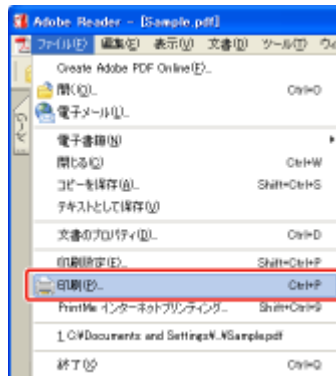 Adobe Reader - [Sample.pdf]
ファイル(F) 編集(E) 表示(V) 文書(D) ツール(T) ウ
Create Adobe PDF Online(F)...
開く(O)... Ctrl+O
電子メール(L)...
電子書籍(N)
閉じる(C) Ctrl+W
コピーを保存(A)... Shift+Ctrl+S
テキストとして保存(V)
文書のプロパティ(D)... Ctrl+D
印刷設定(E)... Shift+Ctrl+P
印刷(P)... Ctrl+P
PrintMe インターネットプリンティング... Shift+Ctrl+I
1 C:¥Documents and Settings¥..¥Sample.pdf
終了(X) Ctrl+Q